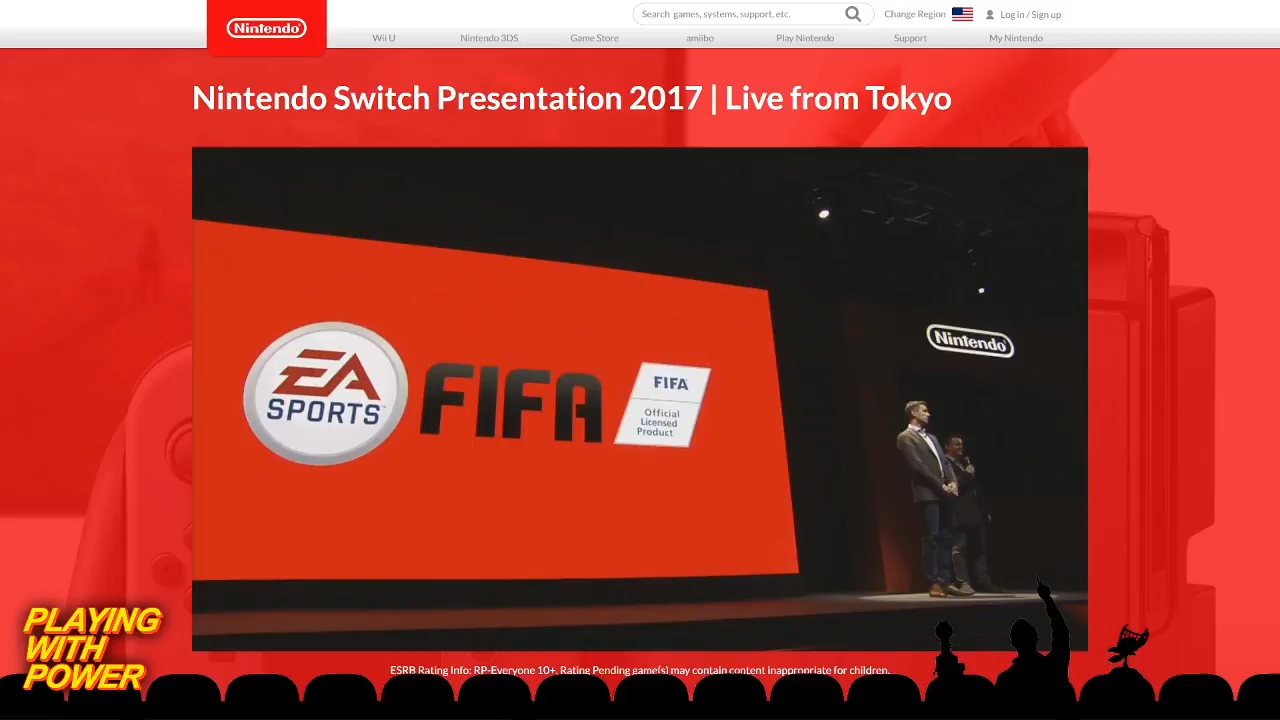 Nintendo
Search games, systems, support, etc.
Change Region
Log in / Sign up
Wii U
Nintendo 3DS
Game Store
amiibo
Play Nintendo
Support
My Nintendo
Nintendo Switch Presentation 2017 | Live from Tokyo
Nintendo
EA
SPORTS™
FIFA
FIFA
Official
Licensed
Product
PLAYING
WITH
POWER
ESRB Rating Info: RP-Everyone 10+. Rating Pending game(s) may contain content inappropriate for children.